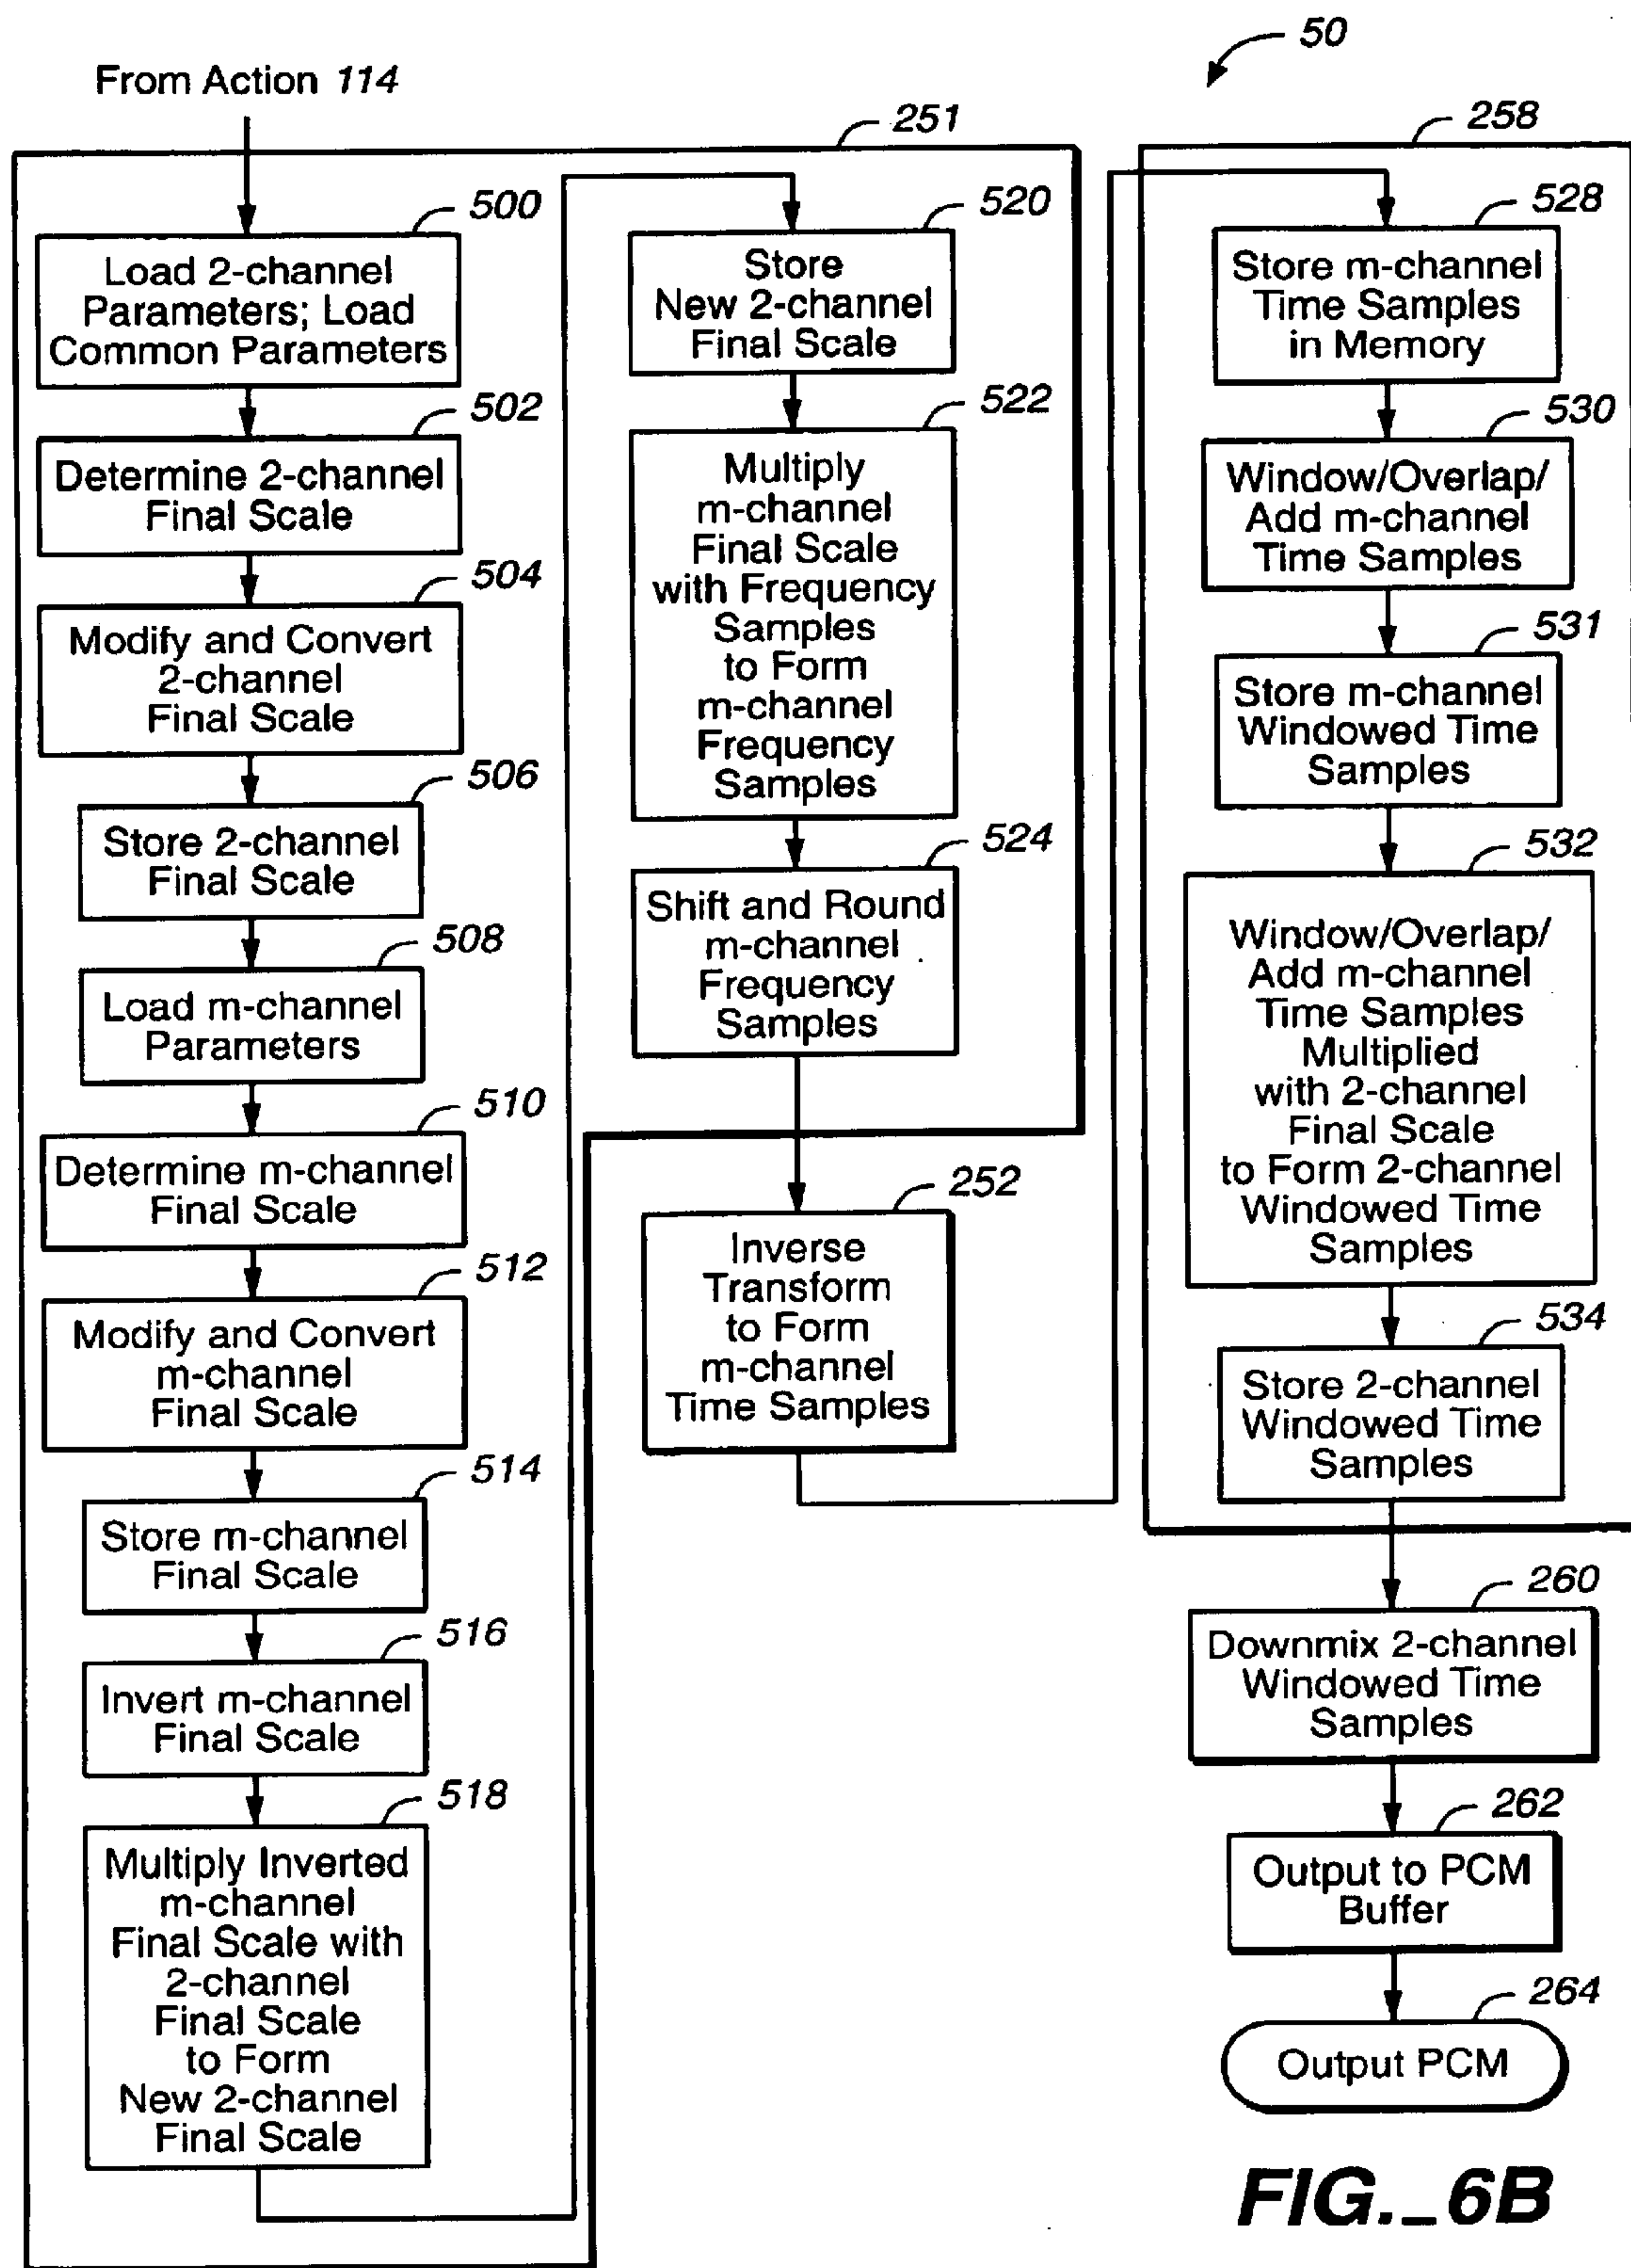 50
From Action 114
251
500
Load 2-channel
Parameters; Load
Common Parameters
502
Determine 2-channel
Final Scale
504
Modify and Convert
2-channel
Final Scale
506
Store 2-channel
Final Scale
508
Load m-channel
Parameters
510
Determine m-channel
Final Scale
512
Modify and Convert
m-channel
Final Scale
514
Store m-channel
Final Scale
516
Invert m-channel
Final Scale
518
Multiply Inverted
m-channel
Final Scale with
2-channel
Final Scale
to Form
New 2-channel
Final Scale
520
Store
New 2-channel
Final Scale
522
Multiply
m-channel
Final Scale
with Frequency
Samples
to Form
m-channel
Frequency
Samples
524
Shift and Round
m-channel
Frequency
Samples
252
Inverse
Transform
to Form
m-channel
Time Samples
258
528
Store m-channel
Time Samples
in Memory
530
Window/Overlap/
Add m-channel
Time Samples
531
Store m-channel
Windowed Time
Samples
532
Window/Overlap/
Add m-channel
Time Samples
Multiplied
with 2-channel
Final Scale
to Form 2-channel
Windowed Time
Samples
534
Store 2-channel
Windowed Time
Samples
260
Downmix 2-channel
Windowed Time
Samples
262
Output to PCM
Buffer
264
Output PCM
FIG._6B